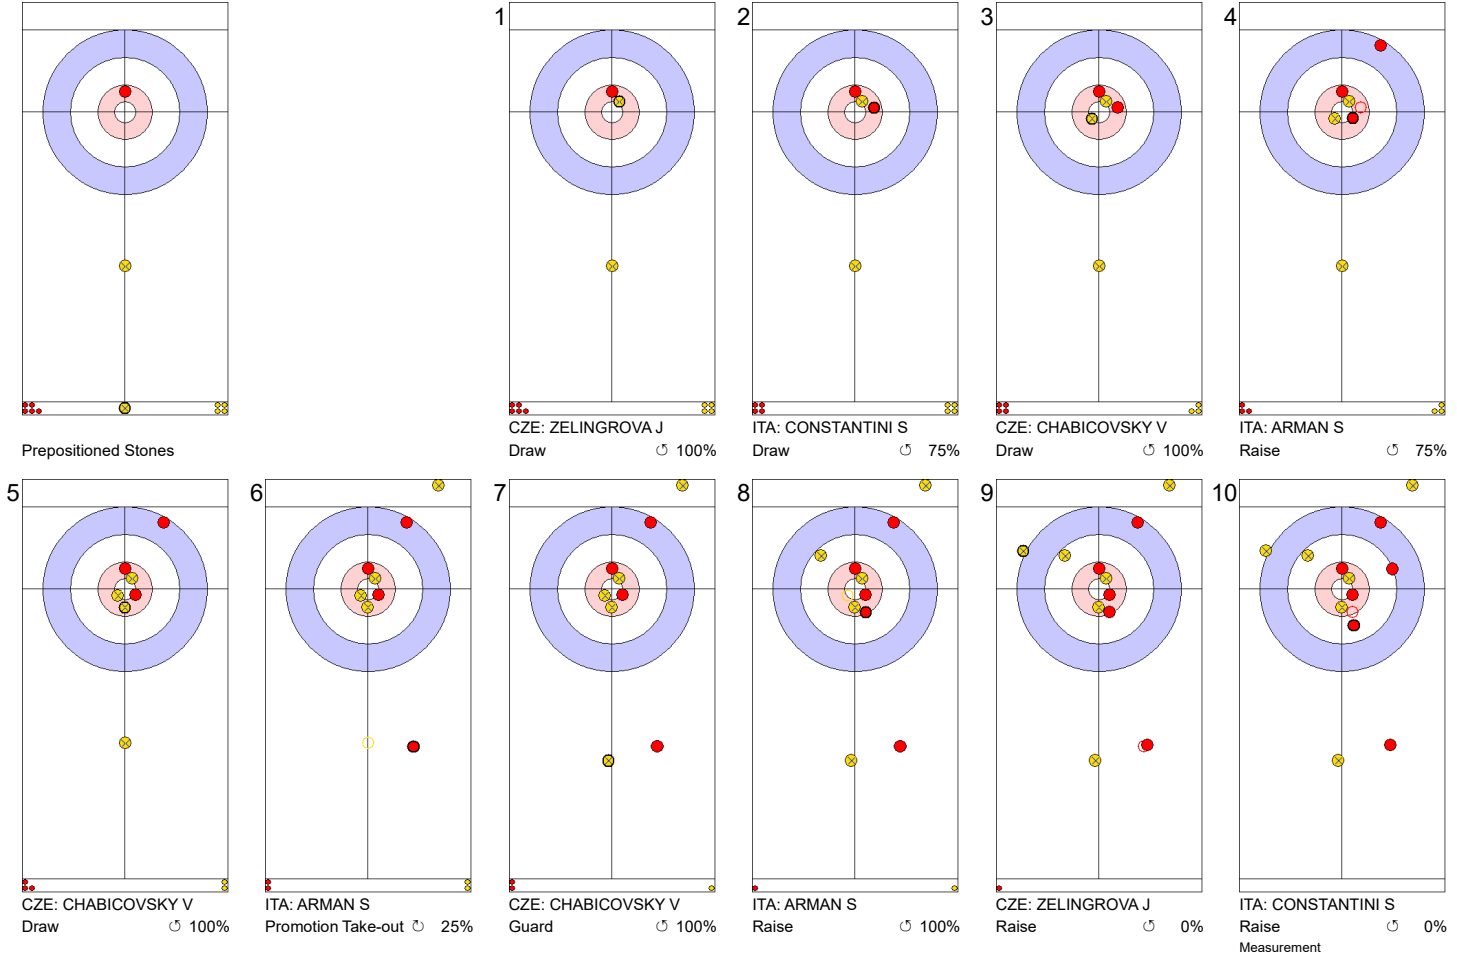 Prepositioned Stones
1
CZE: ZELINGROVA J
Draw 100%
2
ITA: CONSTANTINI S
Draw 75%
3
CZE: CHABICOVSKY V
Draw 100%
4
ITA: ARMAN S
Raise 75%
5
CZE: CHABICOVSKY V
Draw 100%
6
ITA: ARMAN S
Promotion Take-out 25%
7
CZE: CHABICOVSKY V
Guard 100%
8
ITA: ARMAN S
Raise 100%
9
CZE: ZELINGROVA J
Raise 0%
10
ITA: CONSTANTINI S
Raise 0%
Measurement